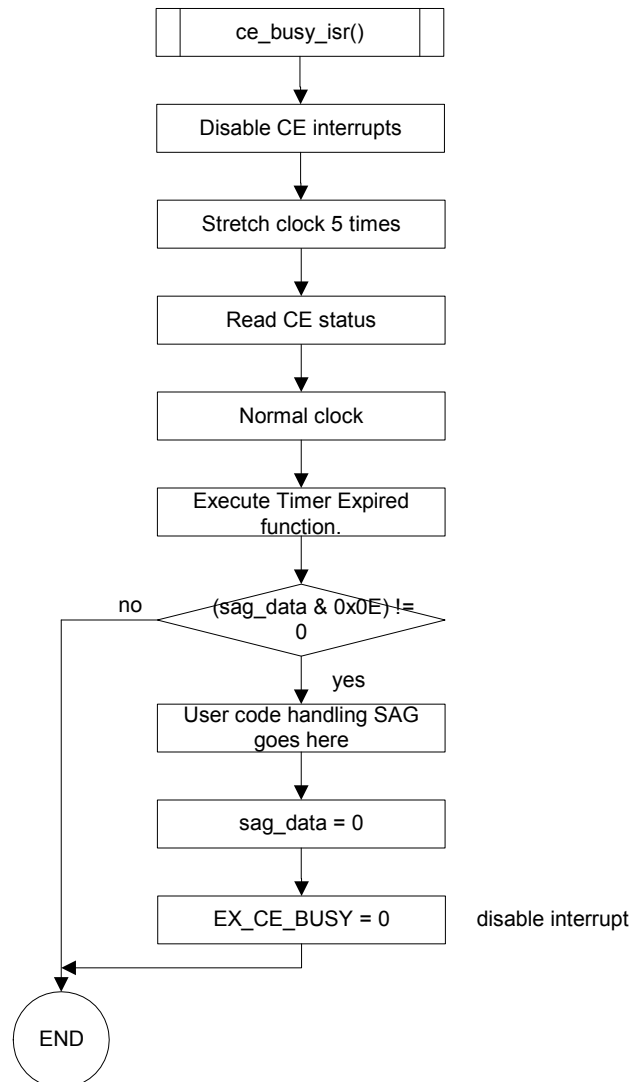 ce_busy_isr()
Disable CE interrupts
Stretch clock 5 times
Read CE status
Normal clock
Execute Timer Expired
function.
no
(sag_data & 0x0E) !=
0
yes
User code handling SAG
goes here
sag_data = 0
EX_CE_BUSY = 0
disable interrupt
END